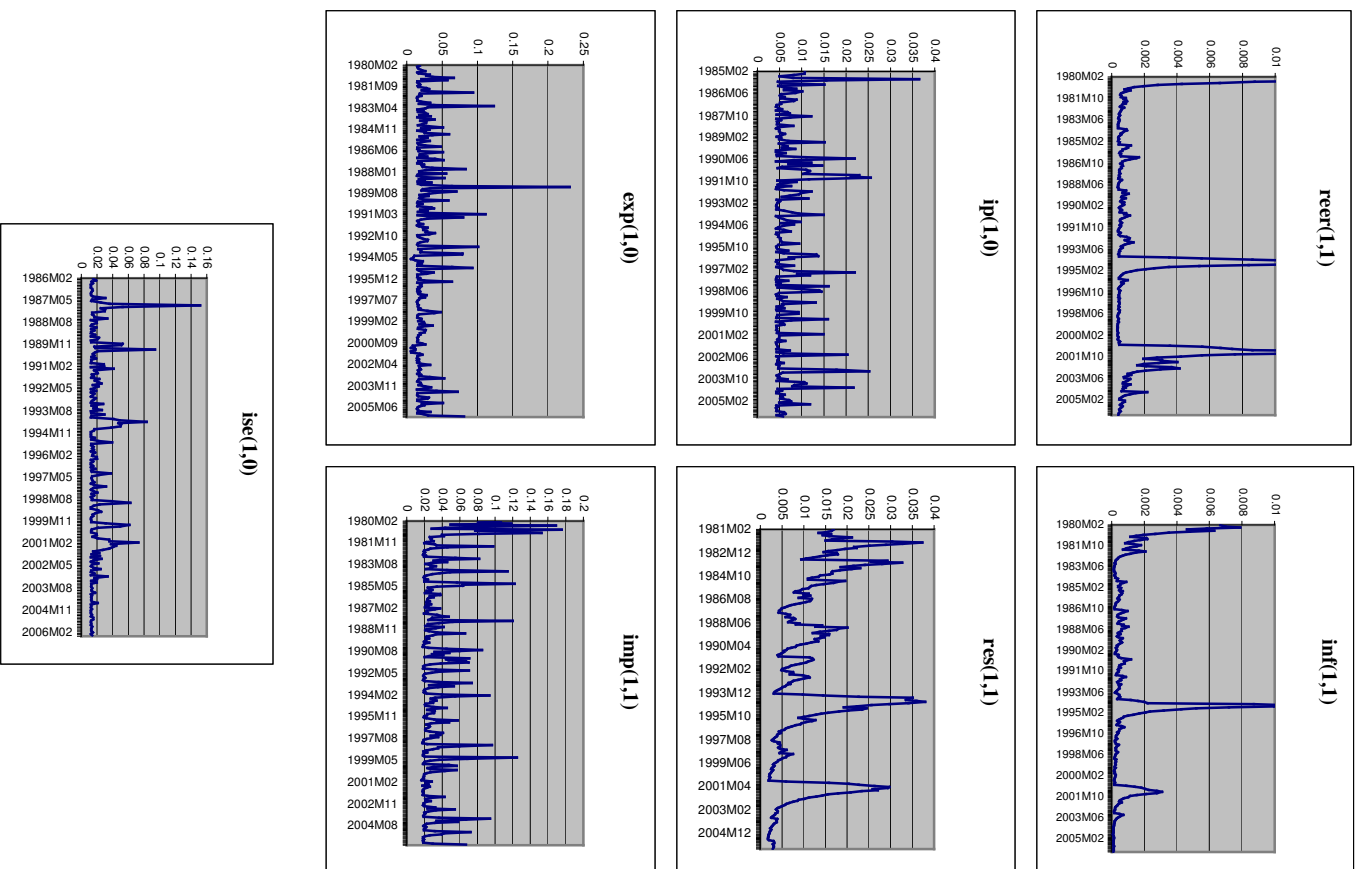 reer(1,1)
0.01
0.008
0.006
0.004
0.002
0
1980M02
1981M10
1983M06
1985M02
1986M10
1988M06
1990M02
1991M10
1993M06
1995M02
1996M10
1998M06
2000M02
2001M10
2003M06
2005M02
inf(1,1)
0.01
0.008
0.006
0.004
0.002
0
1980M02
1981M10
1983M06
1985M02
1986M10
1988M06
1990M02
1991M10
1993M06
1995M02
1996M10
1998M06
2000M02
2001M10
2003M06
2005M02
ip(1,0)
0.04
0.035
0.03
0.025
0.02
0.015
0.01
0.005
0
1985M02
1986M06
1987M10
1989M02
1990M06
1991M10
1993M02
1994M06
1995M10
1997M02
1998M06
1999M10
2001M02
2002M06
2003M10
2005M02
res(1,1)
0.04
0.035
0.03
0.025
0.02
0.015
0.01
0.005
0
1981M02
1982M12
1984M10
1986M08
1988M06
1990M04
1992M02
1993M12
1995M10
1997M08
1999M06
2001M04
2003M02
2004M12
exp(1,0)
0.25
0.2
0.15
0.1
0.05
0
1980M02
1981M09
1983M04
1984M11
1986M06
1988M01
1989M08
1991M03
1992M10
1994M05
1995M12
1997M07
1999M02
2000M09
2002M04
2003M11
2005M06
imp(1,1)
0.2
0.18
0.16
0.14
0.12
0.1
0.08
0.06
0.04
0.02
0
1980M02
1981M11
1983M08
1985M05
1987M02
1988M11
1990M08
1992M05
1994M02
1995M11
1997M08
1999M05
2001M02
2002M11
2004M08
ise(1,0)
0.16
0.14
0.12
0.1
0.08
0.06
0.04
0.02
0
1986M02
1987M05
1988M08
1989M11
1991M02
1992M05
1993M08
1994M11
1996M02
1997M05
1998M08
1999M11
2001M02
2002M05
2003M08
2004M11
2006M02